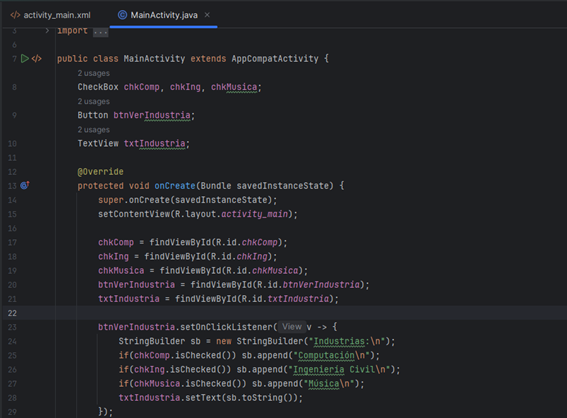 activity_main.xml MainActivity.java
3 import ...
6
7 public class MainActivity extends AppCompatActivity {
2 usages
8 CheckBox chkComp, chkIng, chkMusica;
2 usages
9 Button btnVerIndustria;
2 usages
10 TextView txtIndustria;
11
12 @Override
13 protected void onCreate(Bundle savedInstanceState) {
14 super.onCreate(savedInstanceState);
15 setContentView(R.layout.activity_main);
16
17 chkComp = findViewById(R.id.chkComp);
18 chkIng = findViewById(R.id.chkIng);
19 chkMusica = findViewById(R.id.chkMusica);
20 btnVerIndustria = findViewById(R.id.btnVerIndustria);
21 txtIndustria = findViewById(R.id.txtIndustria);
22
23 btnVerIndustria.setOnClickListener( View v -> {
24 StringBuilder sb = new StringBuilder("Industrias:\n");
25 if(chkComp.isChecked()) sb.append("Computación\n");
26 if(chkIng.isChecked()) sb.append("Ingeniería Civil\n");
27 if(chkMusica.isChecked()) sb.append("Música\n");
28 txtIndustria.setText(sb.toString());
29 });